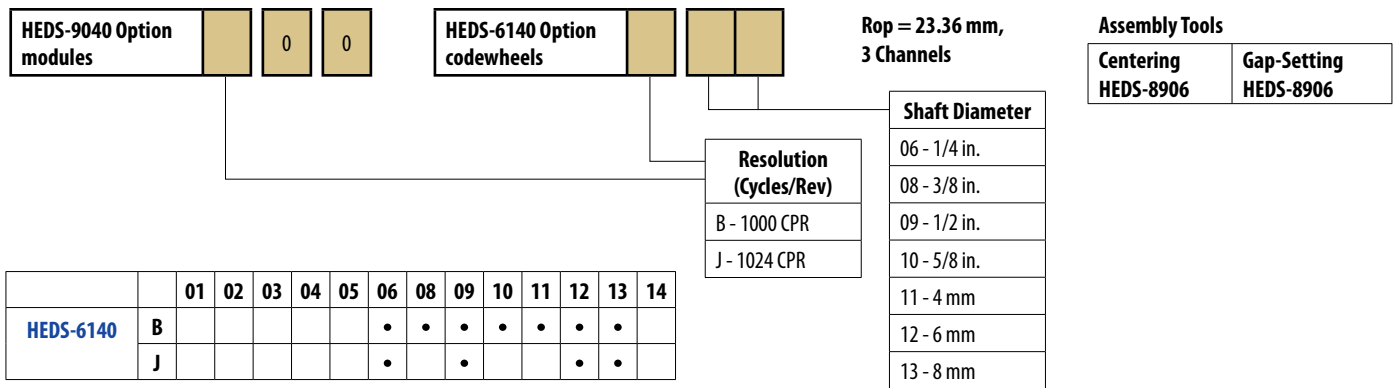 HEDS-9040 Option
modules
0
0
HEDS-6140 Option
codewheels
Rop = 23.36 mm,
3 Channels
Assembly Tools
Centering
HEDS-8906
Gap-Setting
HEDS-8906
Resolution
(Cycles/Rev)
B - 1000 CPR
J - 1024 CPR
Shaft Diameter
06 - 1/4 in.
08 - 3/8 in.
09 - 1/2 in.
10 - 5/8 in.
11 - 4 mm
12 - 6 mm
13 - 8 mm
01 02 03 04 05 06 08 09 10 11 12 13 14
HEDS-6140 B • • • • • • •
J • • • •